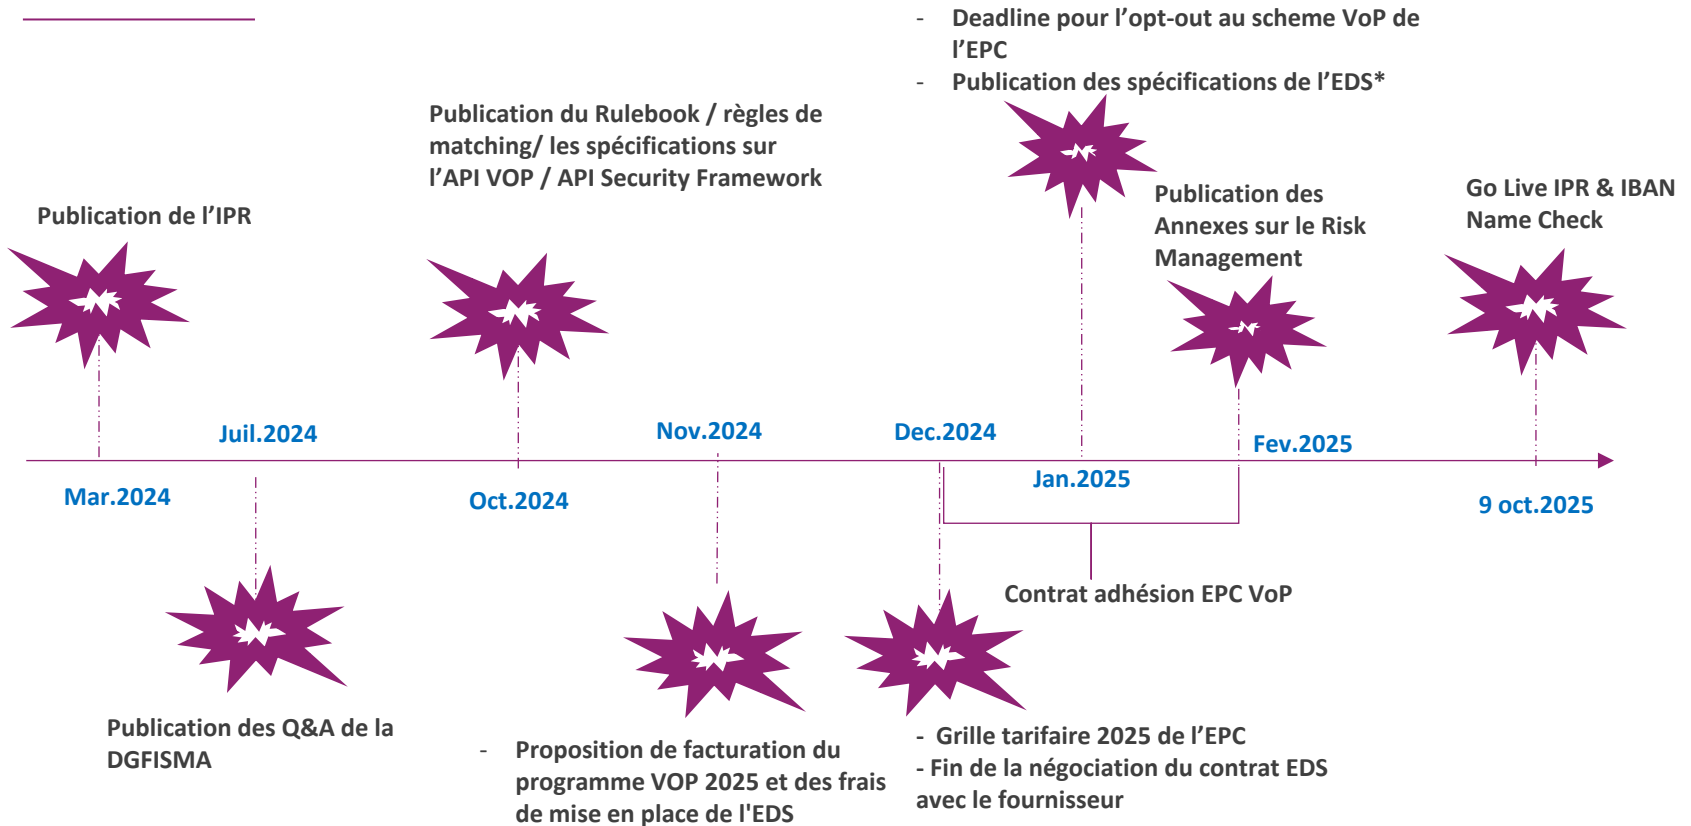 - Deadline pour l’opt-out au scheme VoP de
l’EPC
- Publication des spécifications de l’EDS*
Publication du Rulebook / règles de
matching/ les spécifications sur
l’API VOP / API Security Framework
Publication de l’IPR
Publication des
Annexes sur le Risk
Management
Go Live IPR & IBAN
Name Check
Juil.2024
Nov.2024
Dec.2024
Fev.2025
Mar.2024
Oct.2024
Jan.2025
9 oct.2025
Contrat adhésion EPC VoP
Publication des Q&A de la
DGFISMA
- Proposition de facturation du
programme VOP 2025 et des frais
de mise en place de l'EDS
- Grille tarifaire 2025 de l’EPC
- Fin de la négociation du contrat EDS
avec le fournisseur